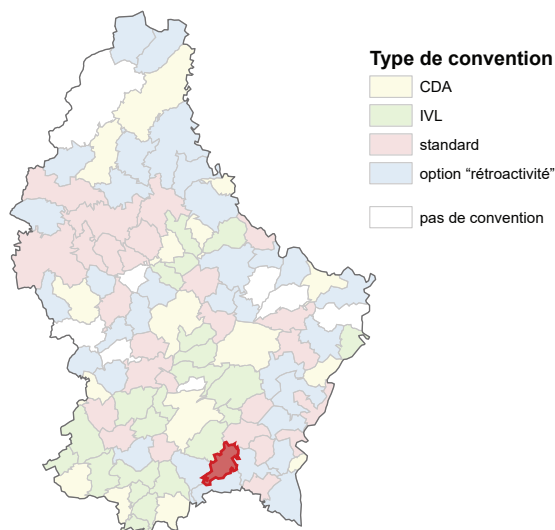 Type de convention
CDA
IVL
standard
option “rétroactivité”
pas de convention